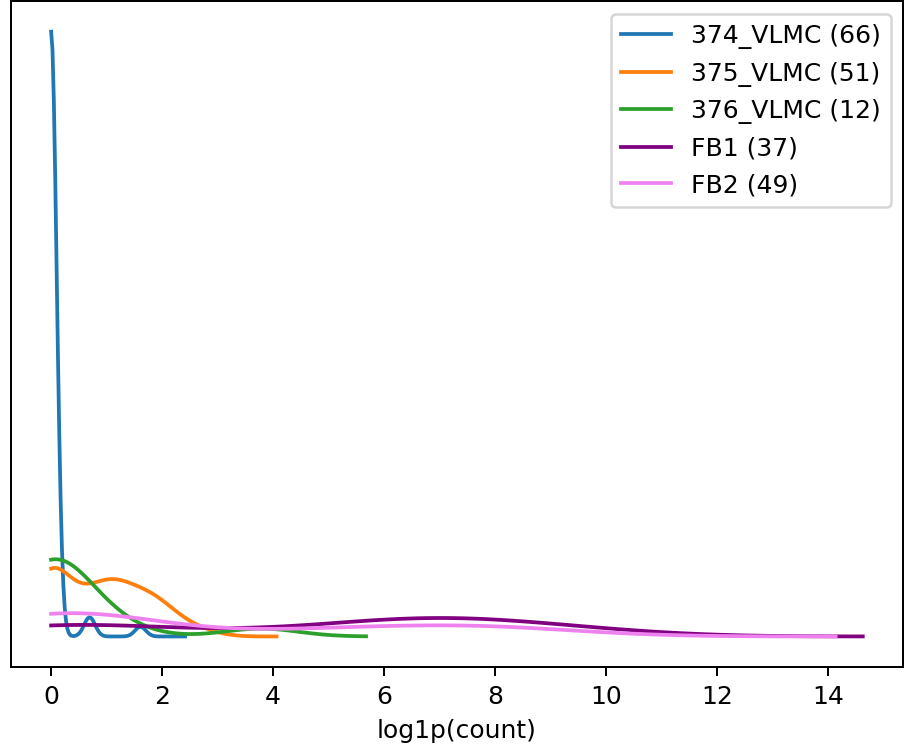 374_VLMC (66)
375_VLMC (51)
376_VLMC (12)
FB1 (37)
FB2 (49)
0 2 4 6 8 10 12 14
log1p(count)